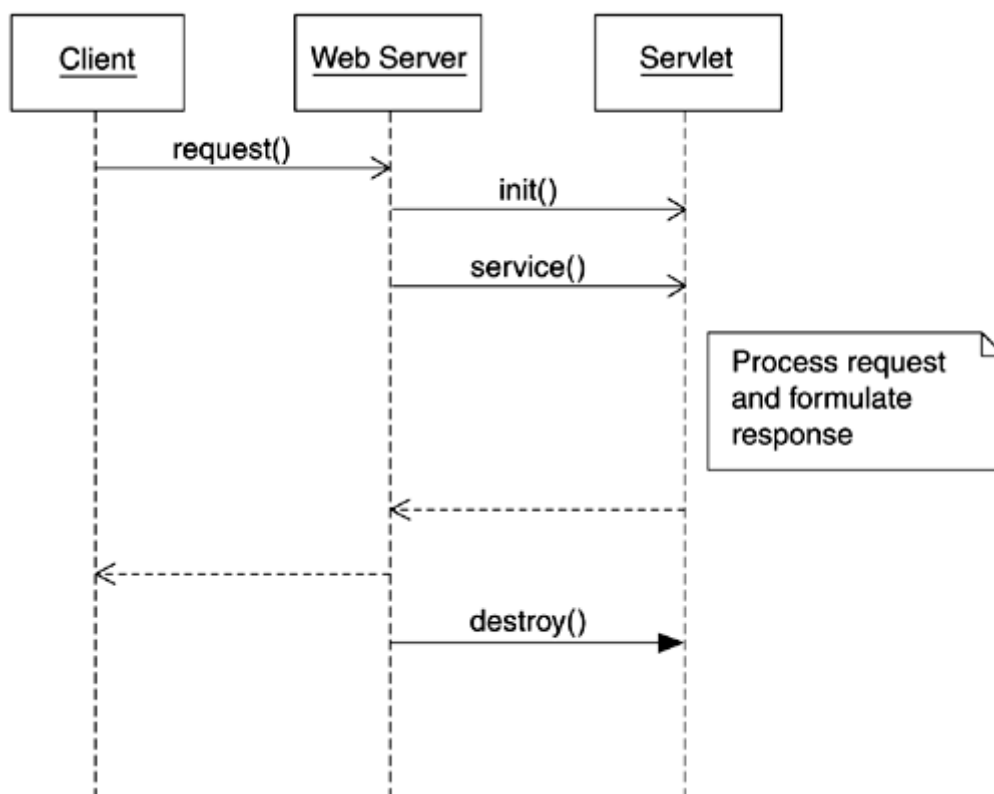 Client
Web Server
Servlet
request()
init()
service()
Process request
and formulate
response
destroy()